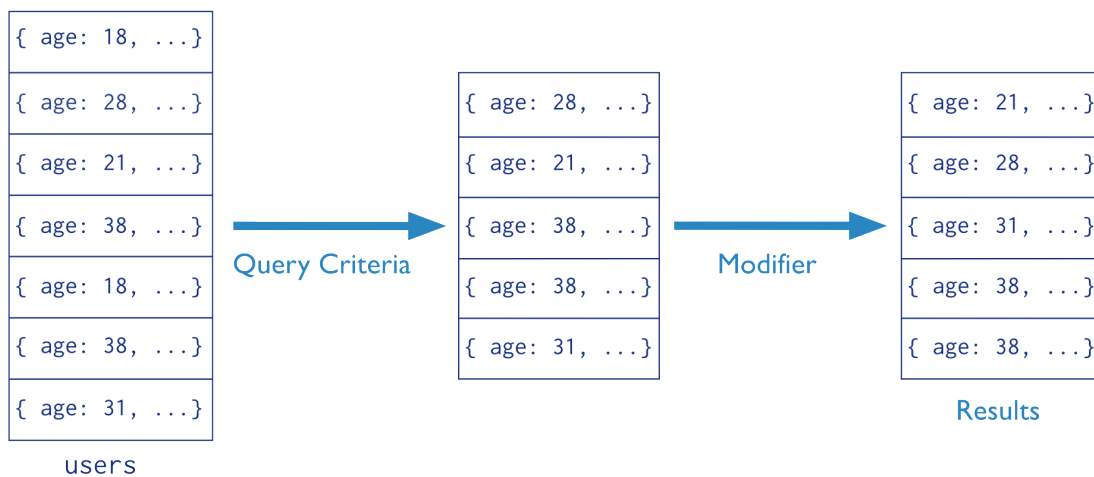 { age: 18, ...}
{ age: 28, ...}
{ age: 21, ...}
{ age: 38, ...}
{ age: 18, ...}
{ age: 38, ...}
{ age: 31, ...}
users
Query Criteria
{ age: 28, ...}
{ age: 21, ...}
{ age: 38, ...}
{ age: 38, ...}
{ age: 31, ...}
Modifier
{ age: 21, ...}
{ age: 28, ...}
{ age: 31, ...}
{ age: 38, ...}
{ age: 38, ...}
Results